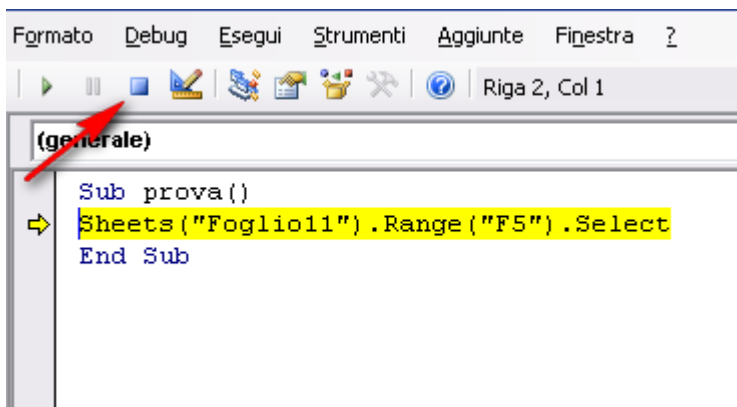 Formato Debug Esegui Strumenti Aggiunte Finestra ?
Riga 2, Col 1
(generale)
Sub prova()
Sheets("Foglio11").Range("F5").Select
End Sub